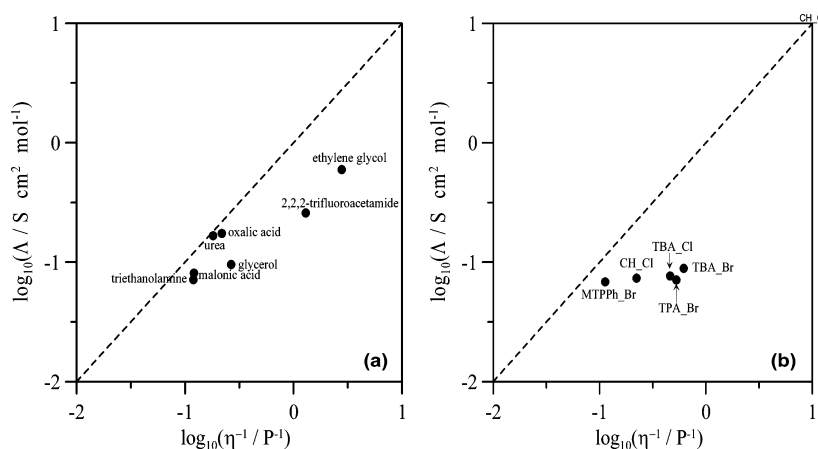 CH_
1
0
-1
-2
log₁₀(Λ / S cm² mol⁻¹)
ethylene glycol
2,2,2-trifluoroacetamide
oxalic acid
urea
glycerol
malonic acid
triethanolamine
(a)
-2
-1
0
1
log₁₀(η⁻¹ / P⁻¹)
1
0
-1
-2
log₁₀(Λ / S cm² mol⁻¹)
TBA_Cl
CH_Cl
TBA_Br
MTPPh_Br
TPA_Br
(b)
-2
-1
0
1
log₁₀(η⁻¹ / P⁻¹)